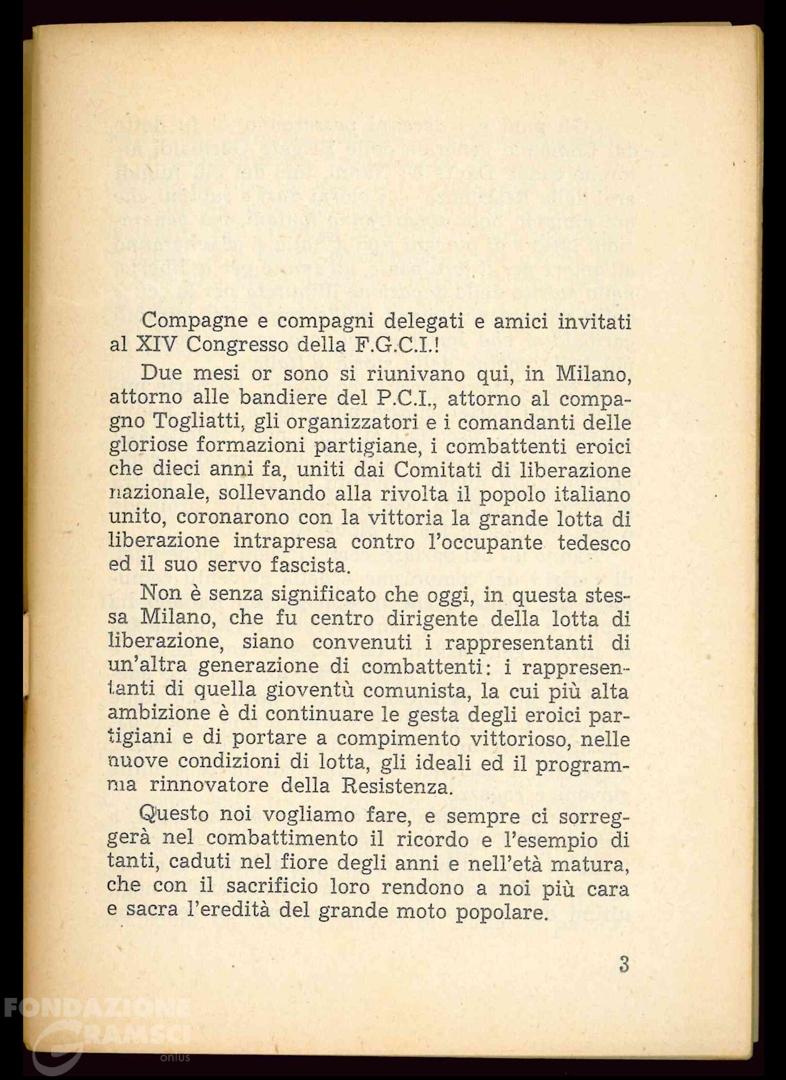 Compagne e compagni delegati e amici invitati
al XIV Congresso della F.G.C.I.!
Due mesi or sono si riunivano qui, in Milano,
attorno alle bandiere del P.C.I., attorno al compa-
gno Togliatti, gli organizzatori e i comandanti delle
gloriose formazioni partigiane, i combattenti eroici
che dieci anni fa, uniti dai Comitati di liberazione
nazionale, sollevando alla rivolta il popolo italiano
unito, coronarono con la vittoria la grande lotta di
liberazione intrapresa contro l'occupante tedesco
ed il suo servo fascista.
Non è senza significato che oggi, in questa stes-
sa Milano, che fu centro dirigente della lotta di
liberazione, siano convenuti i rappresentanti di
un'altra generazione di combattenti: i rappresen-
tanti di quella gioventù comunista, la cui più alta
ambizione è di continuare le gesta degli eroici par-
tigiani e di portare a compimento vittorioso, nelle
nuove condizioni di lotta, gli ideali ed il program-
ma rinnovatore della Resistenza.
Questo noi vogliamo fare, e sempre ci sorreg-
gerà nel combattimento il ricordo e l'esempio di
tanti, caduti nel fiore degli anni e nell'età matura,
che con il sacrificio loro rendono a noi più cara
e sacra l'eredità del grande moto popolare.
3
FONDAZIONE
GRAMSCI
onlus